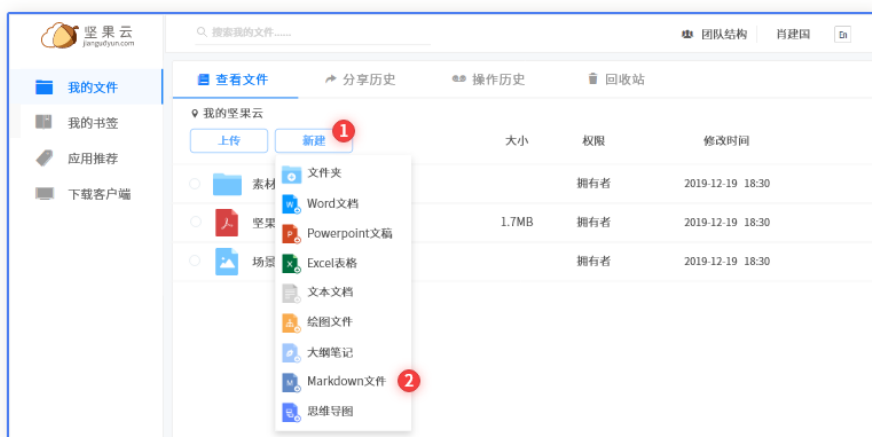 坚果云
jianguoyun.com
搜索我的文件......
团队结构
肖建国
我的文件
我的书签
应用推荐
下载客户端
查看文件
分享历史
操作历史
回收站
我的坚果云
上传
新建
1
大小
权限
修改时间
素材
拥有者
2019-12-19 18:30
坚果
1.7MB
拥有者
2019-12-19 18:30
场景
拥有者
2019-12-19 18:30
文件夹
Word文档
Powerpoint文稿
Excel表格
文本文档
绘图文件
大纲笔记
Markdown文件
2
思维导图